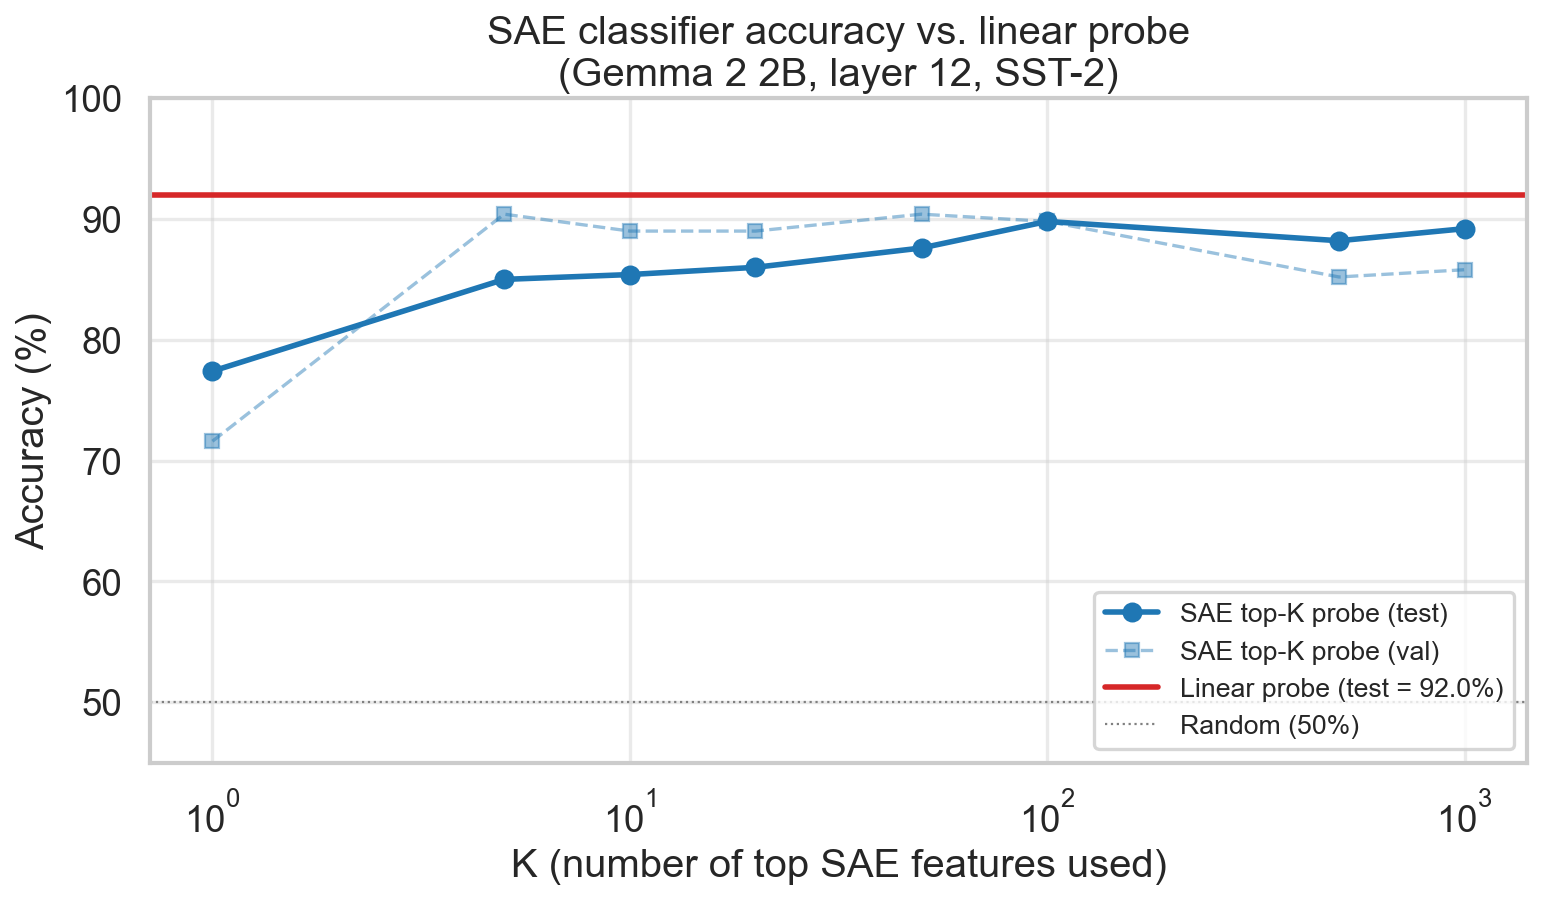 SAE classifier accuracy vs. linear probe
(Gemma 2 2B, layer 12, SST-2)
Accuracy (%)
100
90
80
70
60
50
SAE top-K probe (test)
SAE top-K probe (val)
Linear probe (test = 92.0%)
Random (50%)
10^0 10^1 10^2 10^3
K (number of top SAE features used)